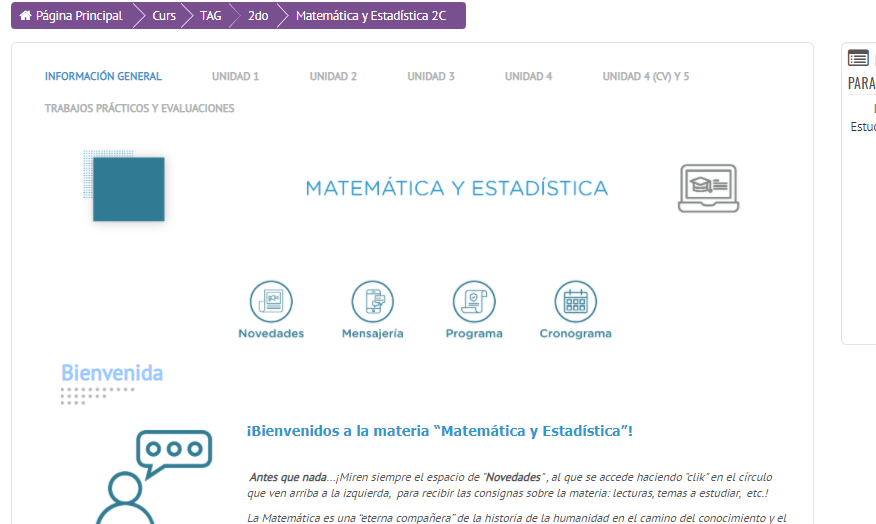 Página Principal Curs TAG 2do Matemática y Estadística 2C
INFORMACIÓN GENERAL UNIDAD 1 UNIDAD 2 UNIDAD 3 UNIDAD 4 UNIDAD 4 (CV) Y 5
TRABAJOS PRÁCTICOS Y EVALUACIONES
PARA
Estu
MATEMÁTICA Y ESTADÍSTICA
Novedades Mensajería Programa Cronograma
Bienvenida
¡Bienvenidos a la materia “Matemática y Estadística”!
Antes que nada...¡Miren siempre el espacio de "Novedades" , al que se accede haciendo "clik" en el círculo
que ven arriba a la izquierda, para recibir las consignas sobre la materia: lecturas, temas a estudiar, etc.!
La Matemática es una “eterna compañera” de la historia de la humanidad en el camino del conocimiento y el